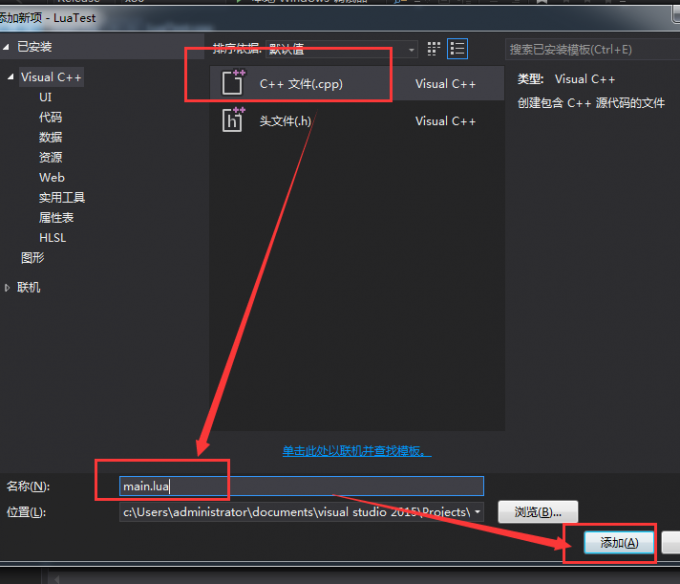 添加新项 - LuaTest
已安装
排序依据: 默认值
搜索已安装模板(Ctrl+E)
Visual C++
UI
代码
数据
资源
Web
实用工具
属性表
HLSL
图形
联机
C++ 文件(.cpp)
Visual C++
头文件(.h)
Visual C++
类型: Visual C++
创建包含 C++ 源代码的文件
单击此处以联机并查找模板。
名称(N):
main.lua
位置(L):
c:\Users\administrator\documents\visual studio 2015\Projects\
浏览(B)...
添加(A)